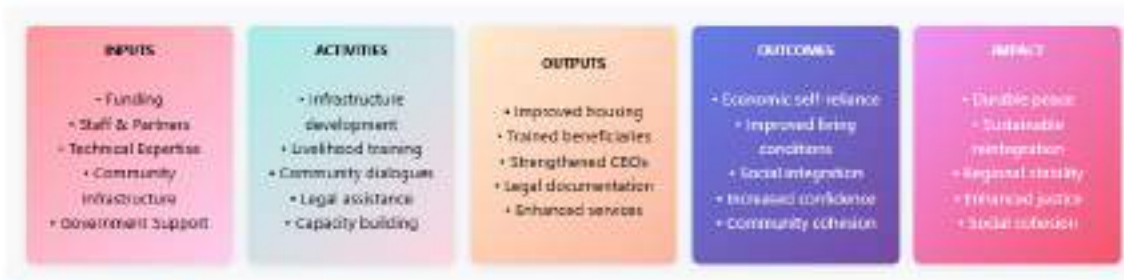 INPUTS
• Funding
• Staff & Partners
• Technical Expertise
• Community
infrastructure
• Government Support
ACTIVITIES
• Infrastructure
development
• Livelihood training
• Community dialogues
• Legal assistance
• Capacity building
OUTPUTS
• Improved housing
• Trained beneficiaries
• Strengthened CBOs
• Legal documentation
• Enhanced services
OUTCOMES
• Economic self-reliance
• Improved living
conditions
• Social integration
• Increased confidence
• Community cohesion
IMPACT
• Durable peace
• Sustainable
reintegration
• Regional stability
• Enhanced justice
• Social cohesion